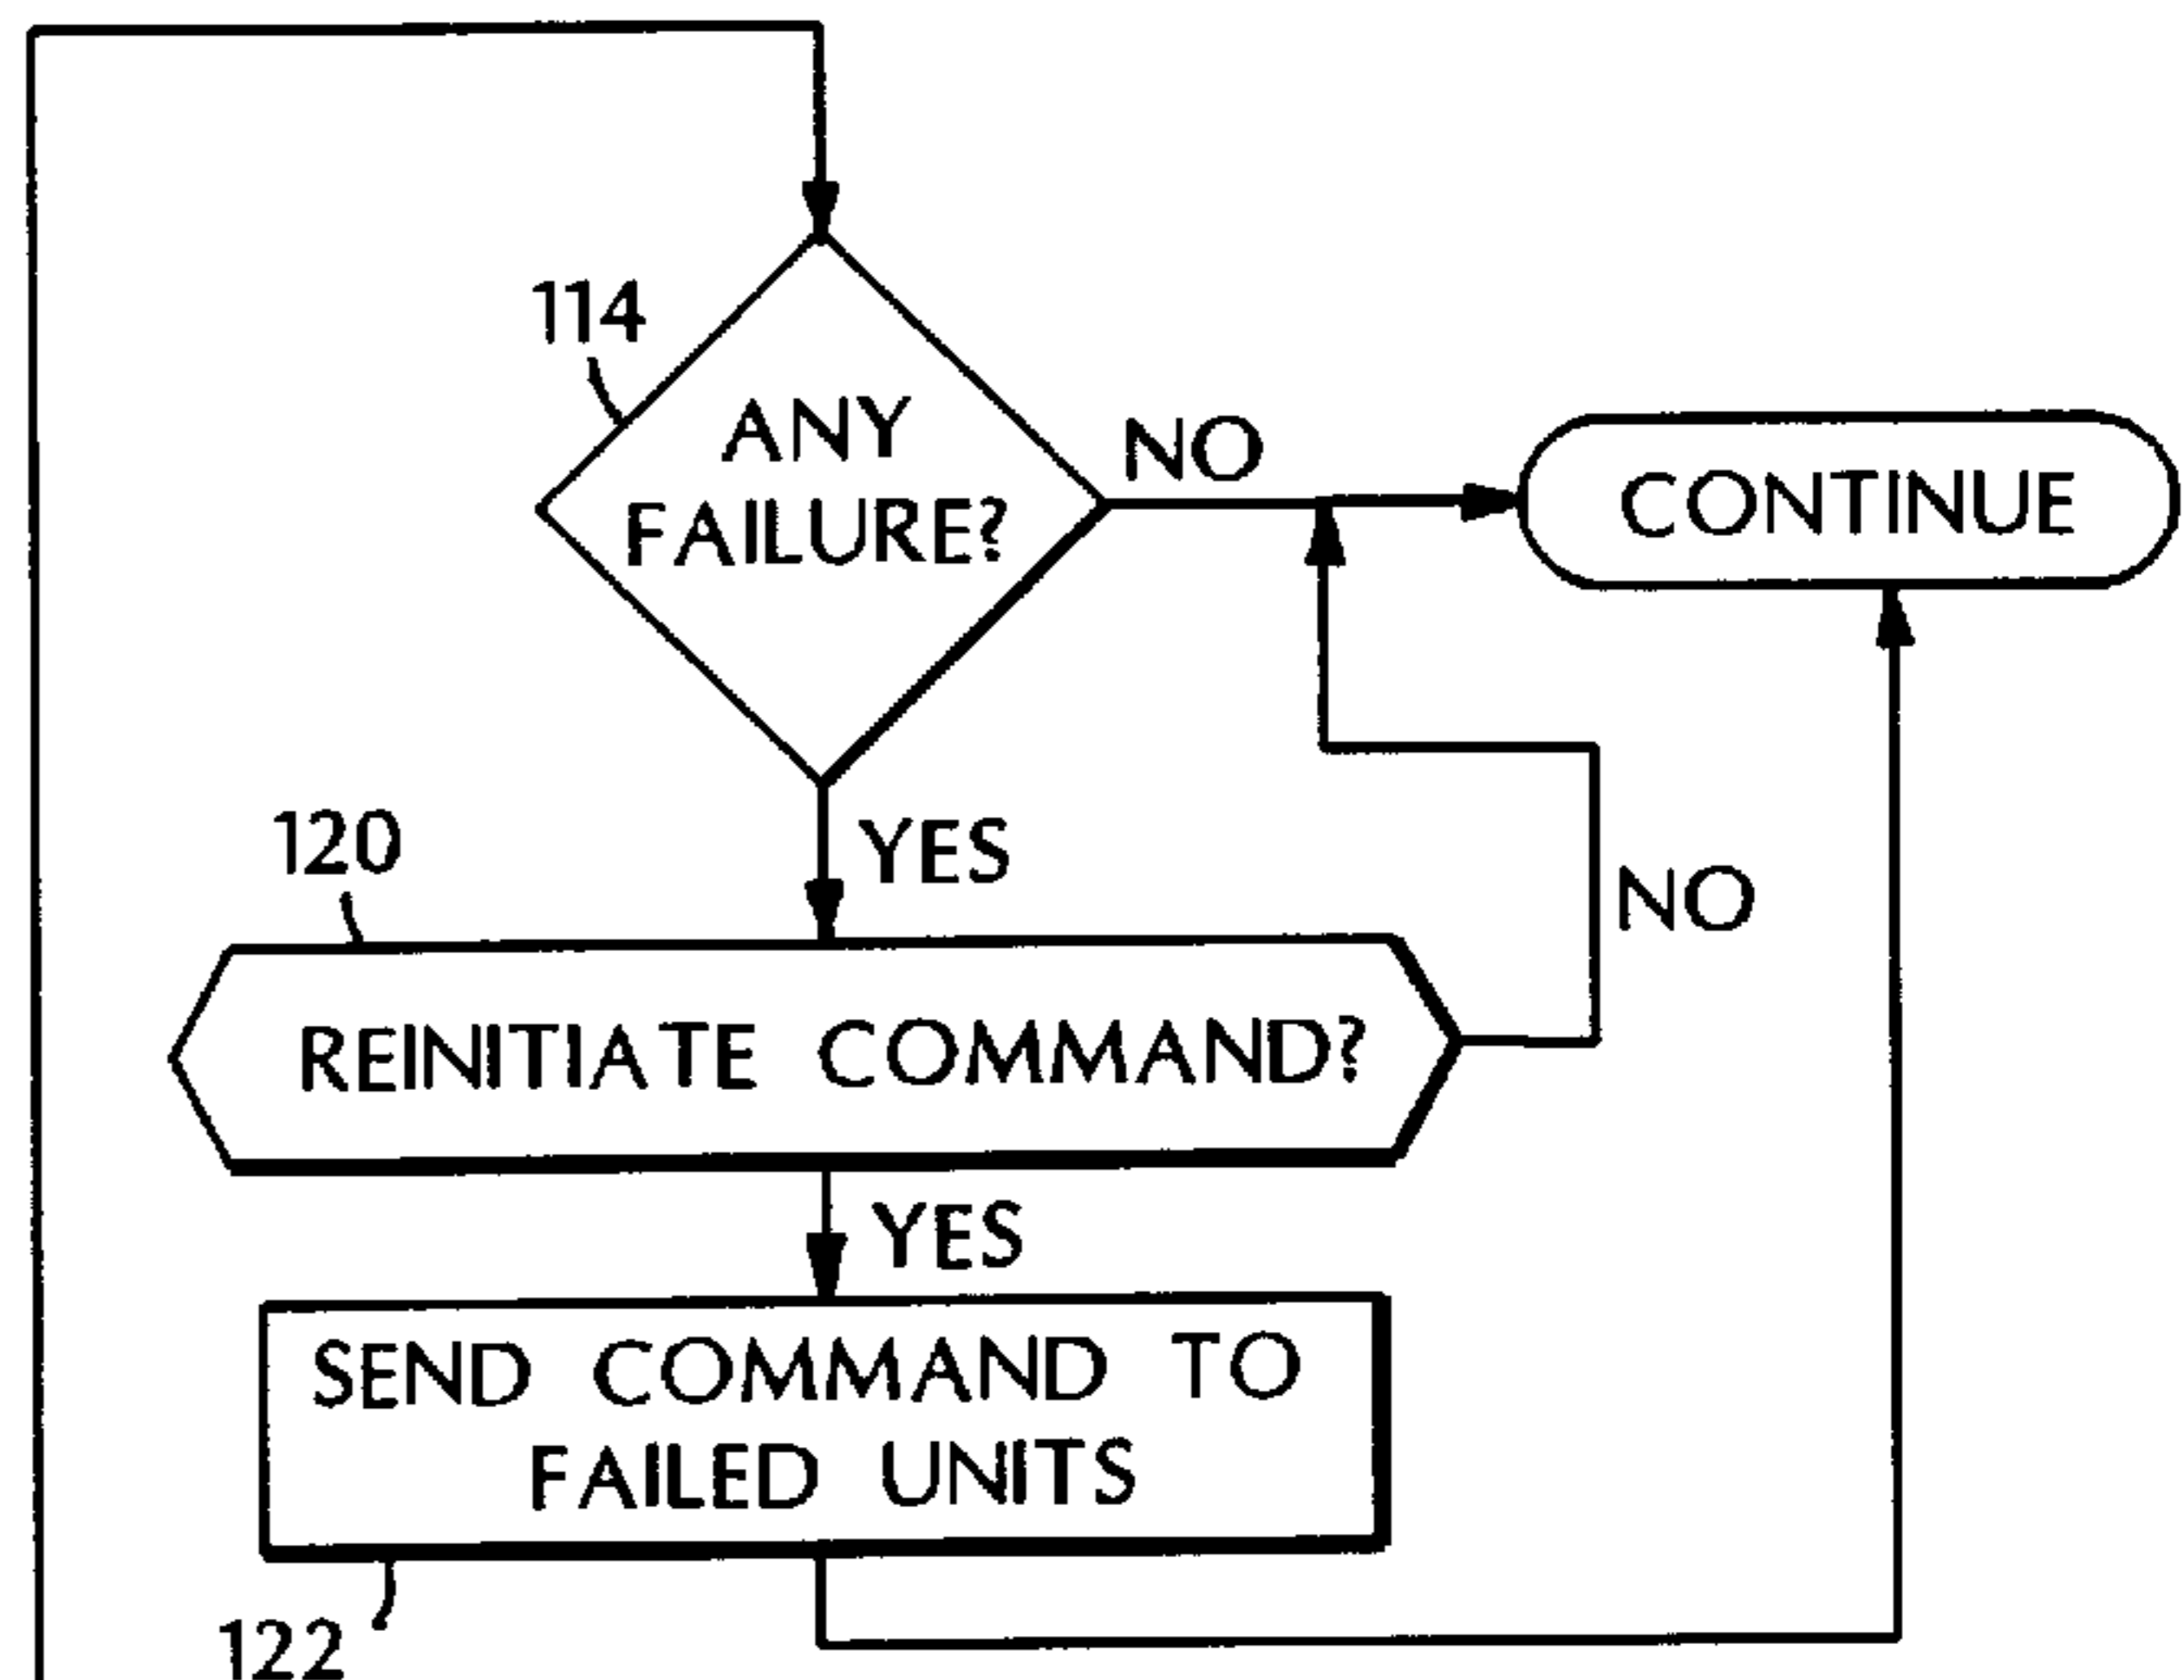 114
ANY
FAILURE?
NO
CONTINUE
YES
120
NO
REINITIATE COMMAND?
YES
SEND COMMAND TO
FAILED UNITS
122